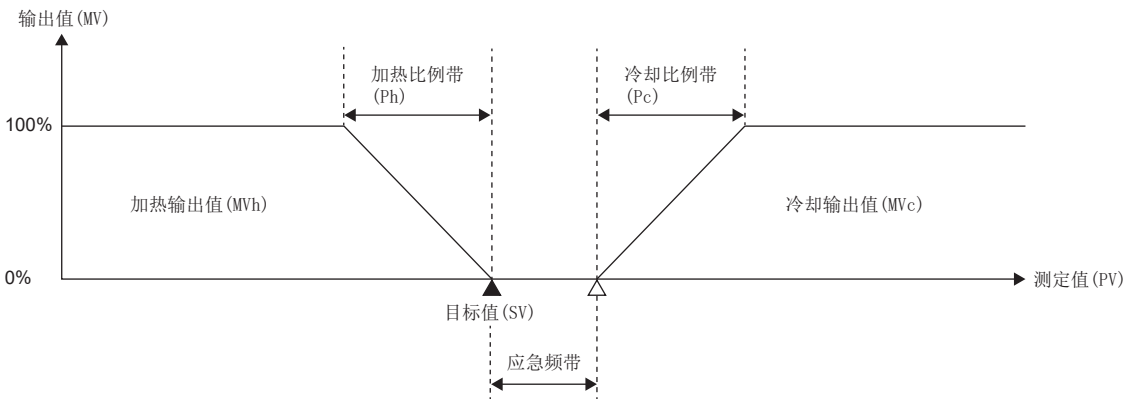 输出值(MV)
加热比例带
(Ph)
冷却比例带
(Pc)
100%
加热输出值(MVh)
冷却输出值(MVc)
0%
测定值(PV)
目标值(SV)
应急频带